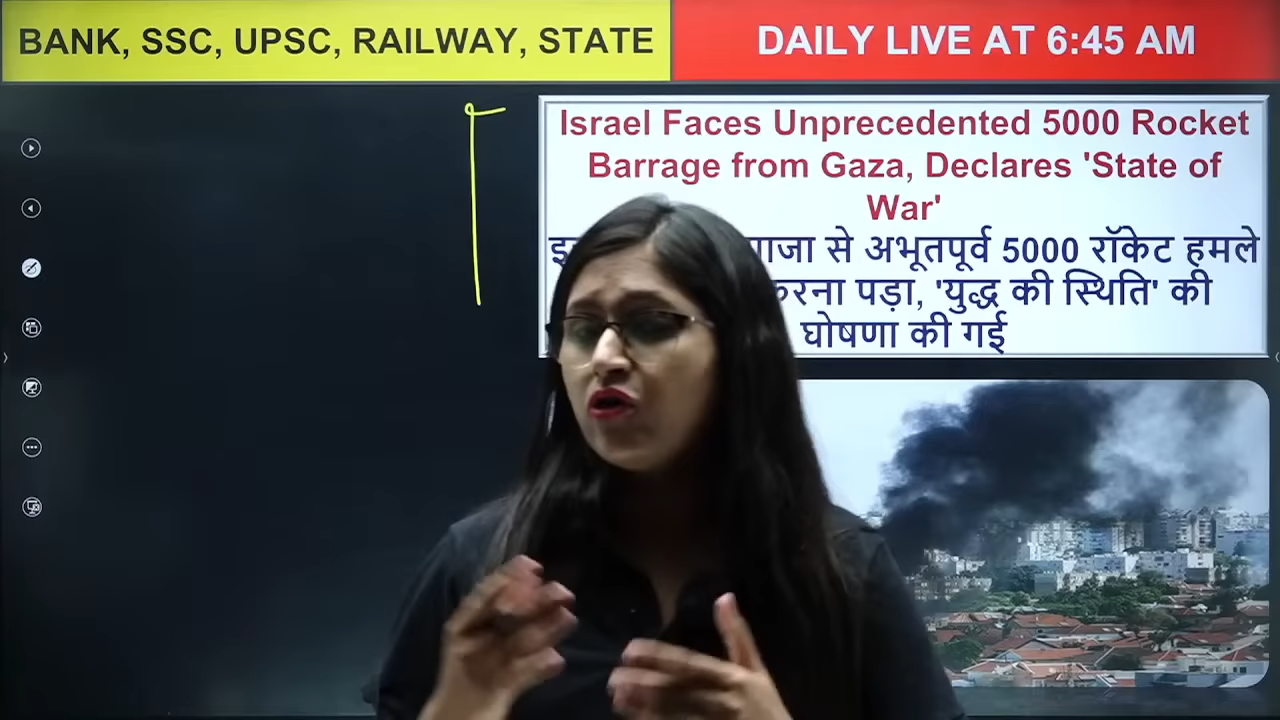 BANK, SSC, UPSC, RAILWAY, STATE
DAILY LIVE AT 6:45 AM
Israel Faces Unprecedented 5000 Rocket
Barrage from Gaza, Declares 'State of
War'
से अभूतपूर्व 5000 रॉकेट हमले
पड़ा, 'युद्ध की स्थिति' की
घोषणा की गई